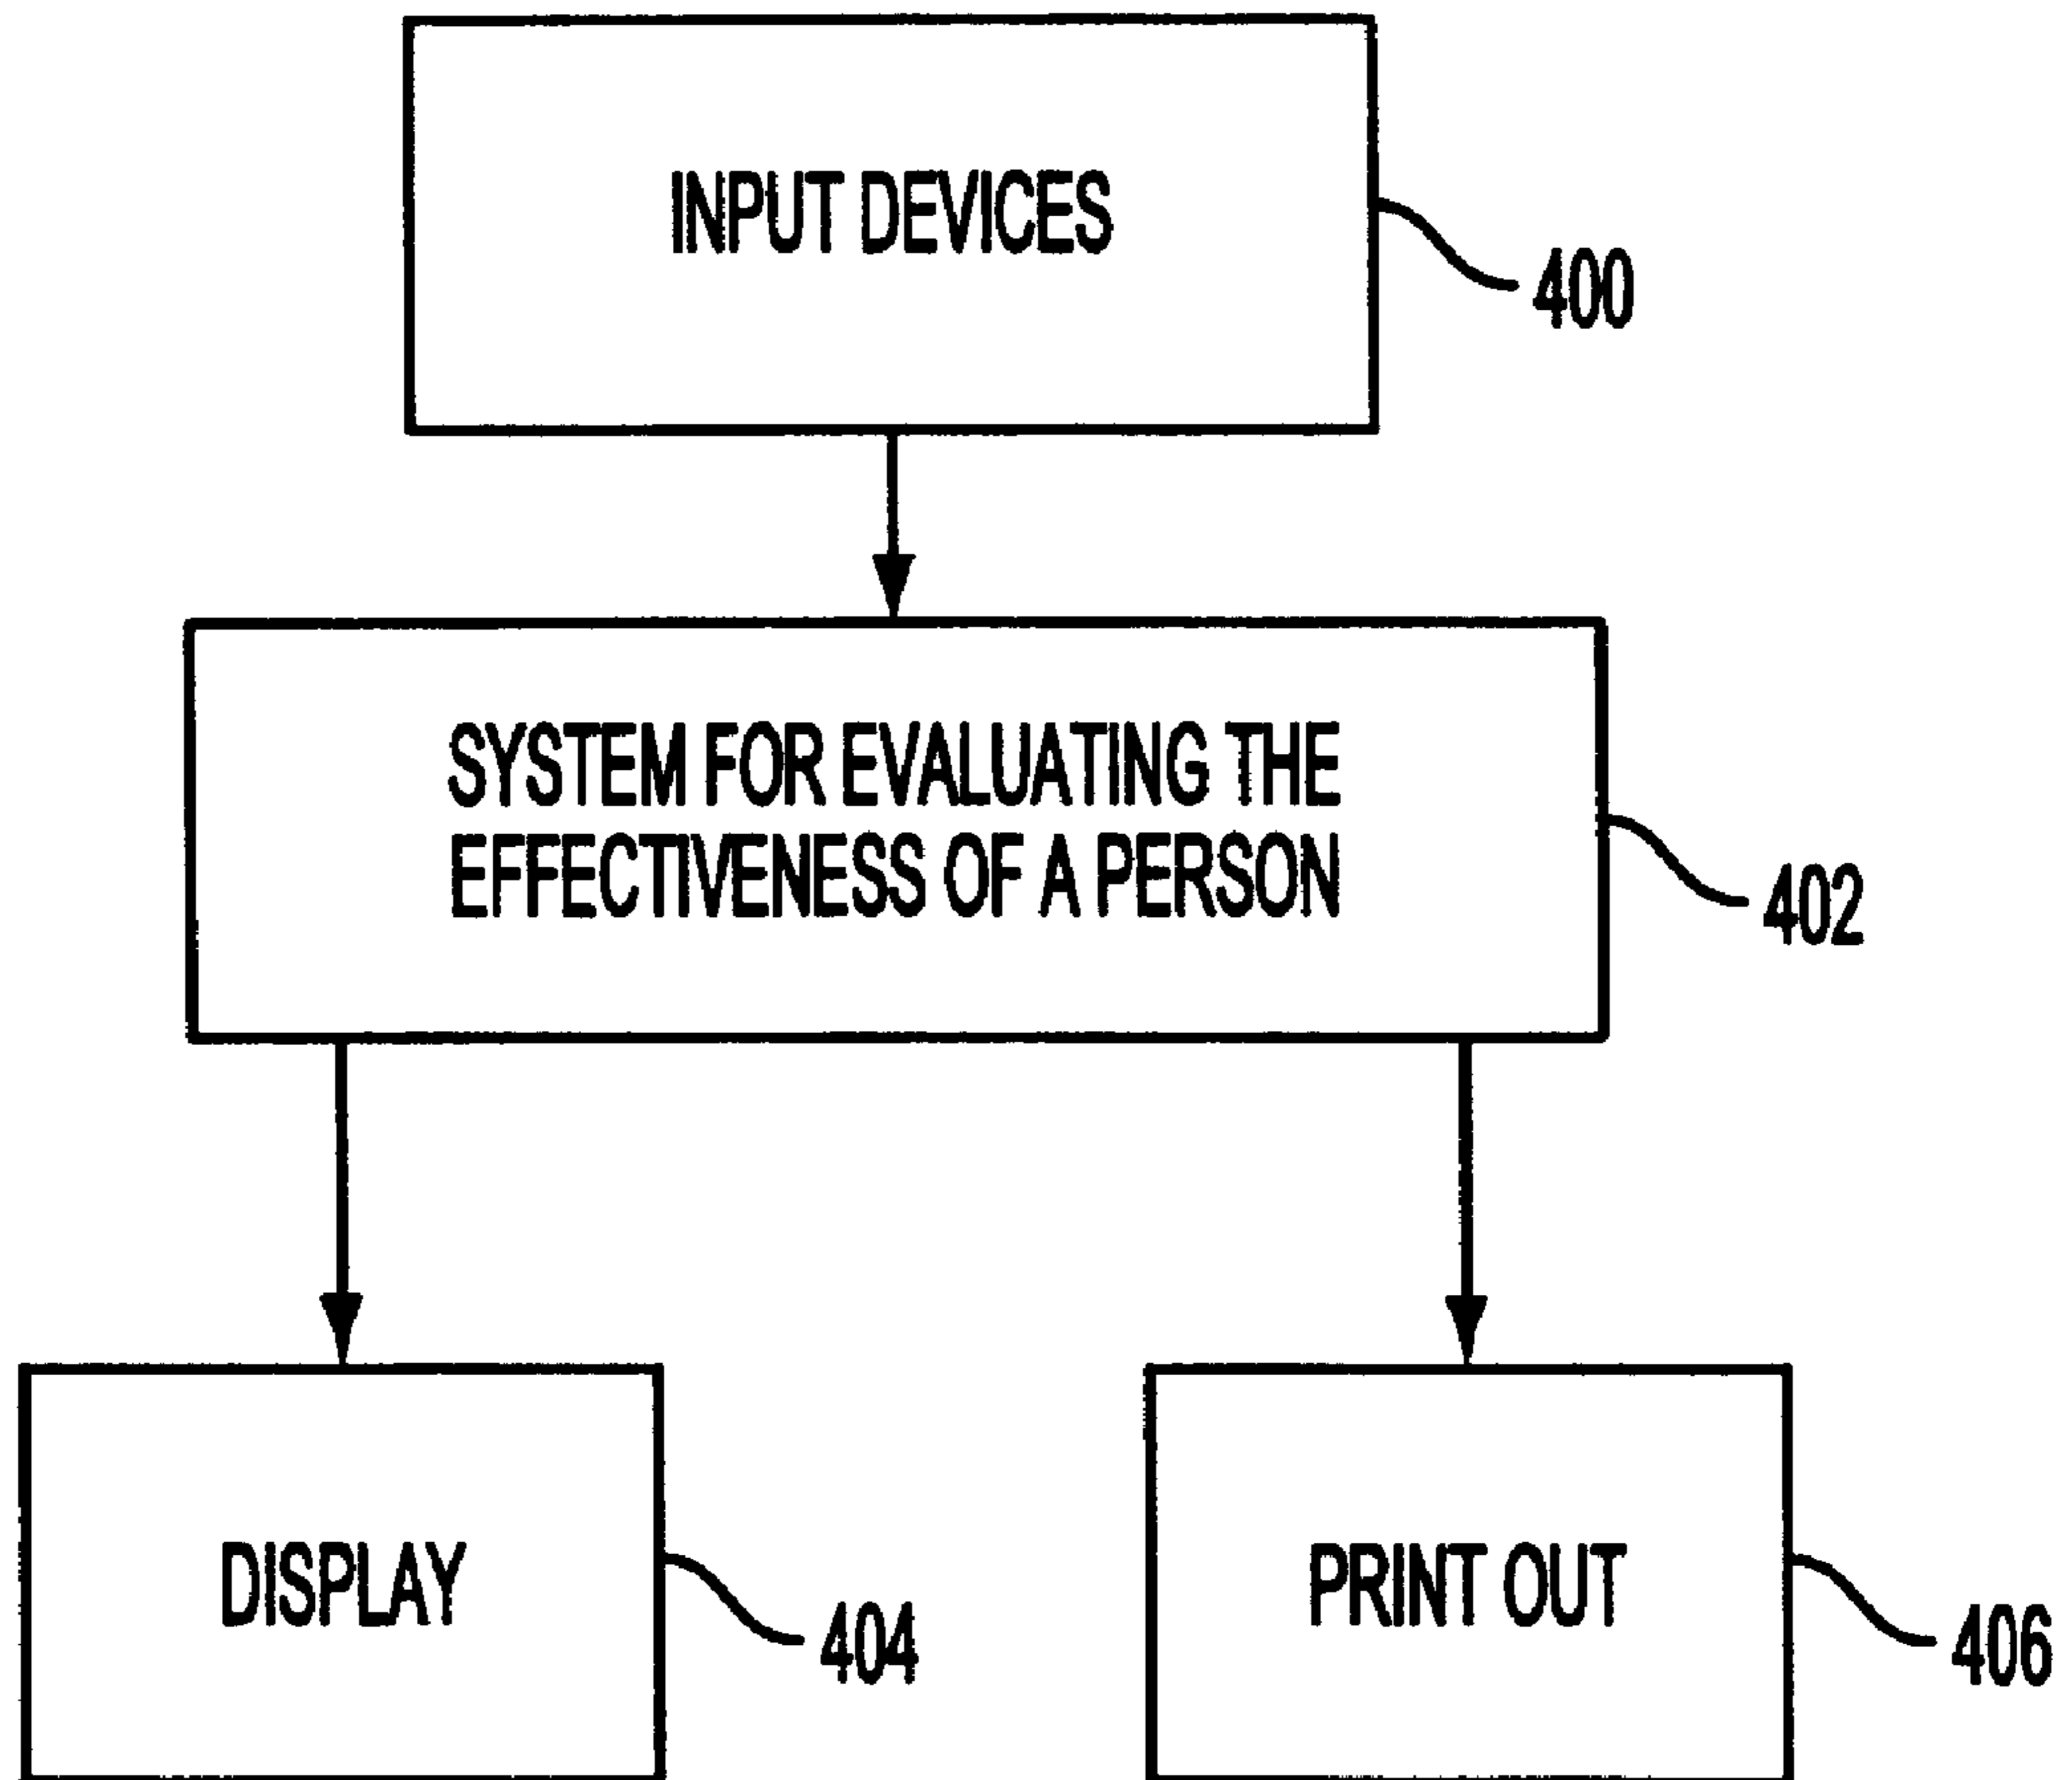 INPUT DEVICES
400
SYSTEM FOR EVALUATING THE
EFFECTIVENESS OF A PERSON
402
DISPLAY
404
PRINT OUT
406